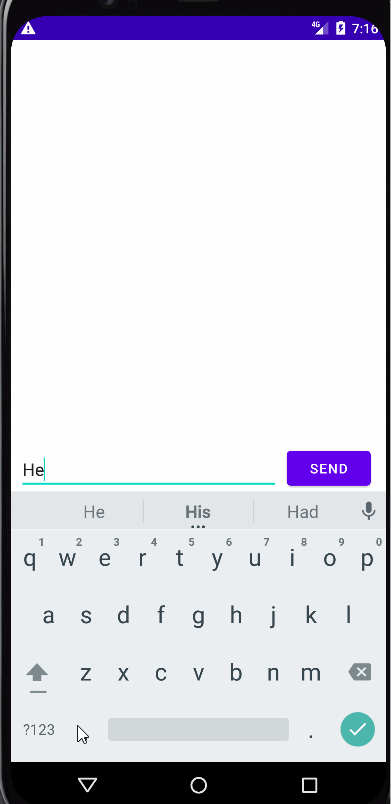 4G 7:16
He
SEND
He His Had
1 2 3 4 5 6 7 8 9 0
q w e r t y u i o p
a s d f g h j k l
z x c v b n m
?123 .